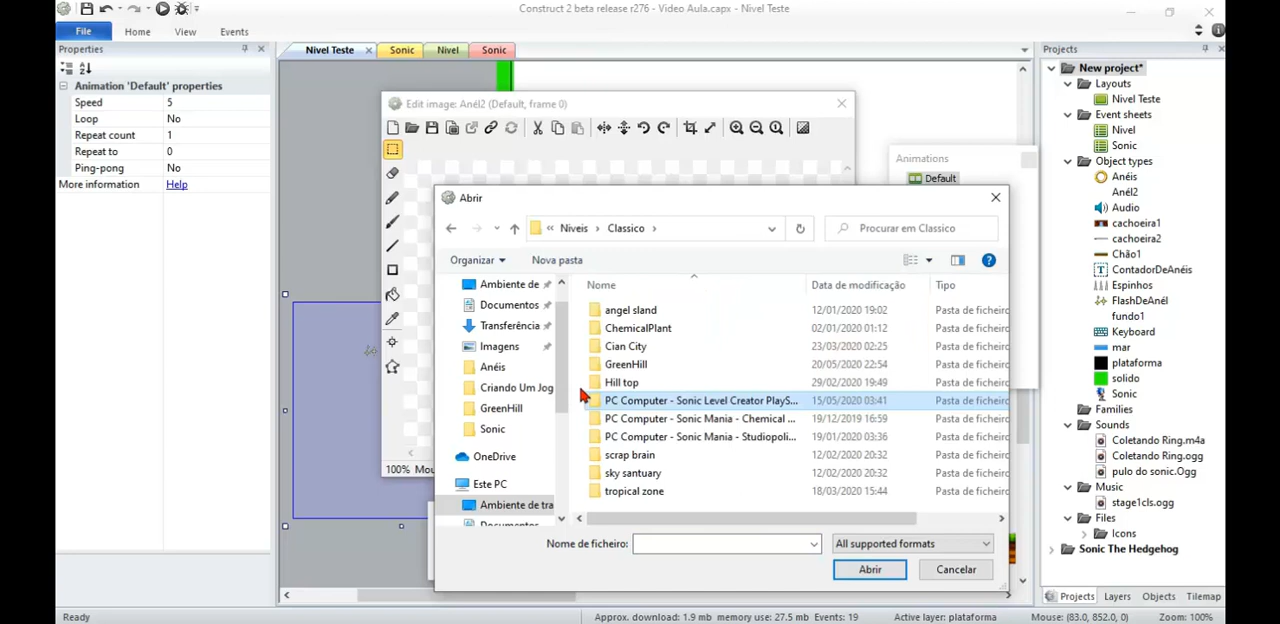 Construct 2 beta release r276 - Video Aula.capx - Nivel Teste
File Home View Events
Properties
Nivel Teste Sonic Nivel Sonic
Projects
Animation 'Default' properties
Speed 5
Loop No
Repeat count 1
Repeat to 0
Ping-pong No
More information Help
Edit image: Anél2 (Default, frame 0)
Animations
Default
100%
Abrir
Niveis Classico
Procurar em Classico
Organizar Nova pasta
Ambiente de
Documentos
Transferência
Imagens
Anéis
Criando Um Jog
GreenHill
Sonic
OneDrive
Este PC
Ambiente de tra
Documentos
Nome Data de modificação Tipo
angel sland 12/01/2020 19:02 Pasta de ficheiro
ChemicalPlant 02/01/2020 01:12 Pasta de ficheiro
Cian City 23/03/2020 02:25 Pasta de ficheiro
GreenHill 20/05/2020 22:54 Pasta de ficheiro
Hill top 29/02/2020 19:49 Pasta de ficheiro
PC Computer - Sonic Level Creator PlayS... 15/05/2020 03:41 Pasta de ficheiro
PC Computer - Sonic Mania - Chemical ... 19/12/2019 16:59 Pasta de ficheiro
PC Computer - Sonic Mania - Studiopoli... 19/01/2020 03:36 Pasta de ficheiro
scrap brain 12/02/2020 20:32 Pasta de ficheiro
sky santuary 12/02/2020 20:32 Pasta de ficheiro
tropical zone 18/03/2020 15:44 Pasta de ficheiro
Nome de ficheiro: All supported formats
Abrir Cancelar
New project*
Layouts
Nivel Teste
Event sheets
Nivel
Sonic
Object types
Anéis
Anél2
Audio
cachoeira1
cachoeira2
Chão1
ContadorDeAnéis
Espinhos
FlashDeAnél
fundo1
Keyboard
mar
plataforma
solido
Sonic
Families
Sounds
Coletando Ring.m4a
Coletando Ring.ogg
pulo do sonic.Ogg
Music
stage1cls.ogg
Files
Icons
Sonic The Hedgehog
Projects Layers Objects Tilemap
Ready Approx. download: 1.9 mb memory use: 27.5 mb Events: 19 Active layer: plataforma Mouse: (83.0, 852.0, 0) Zoom: 100%